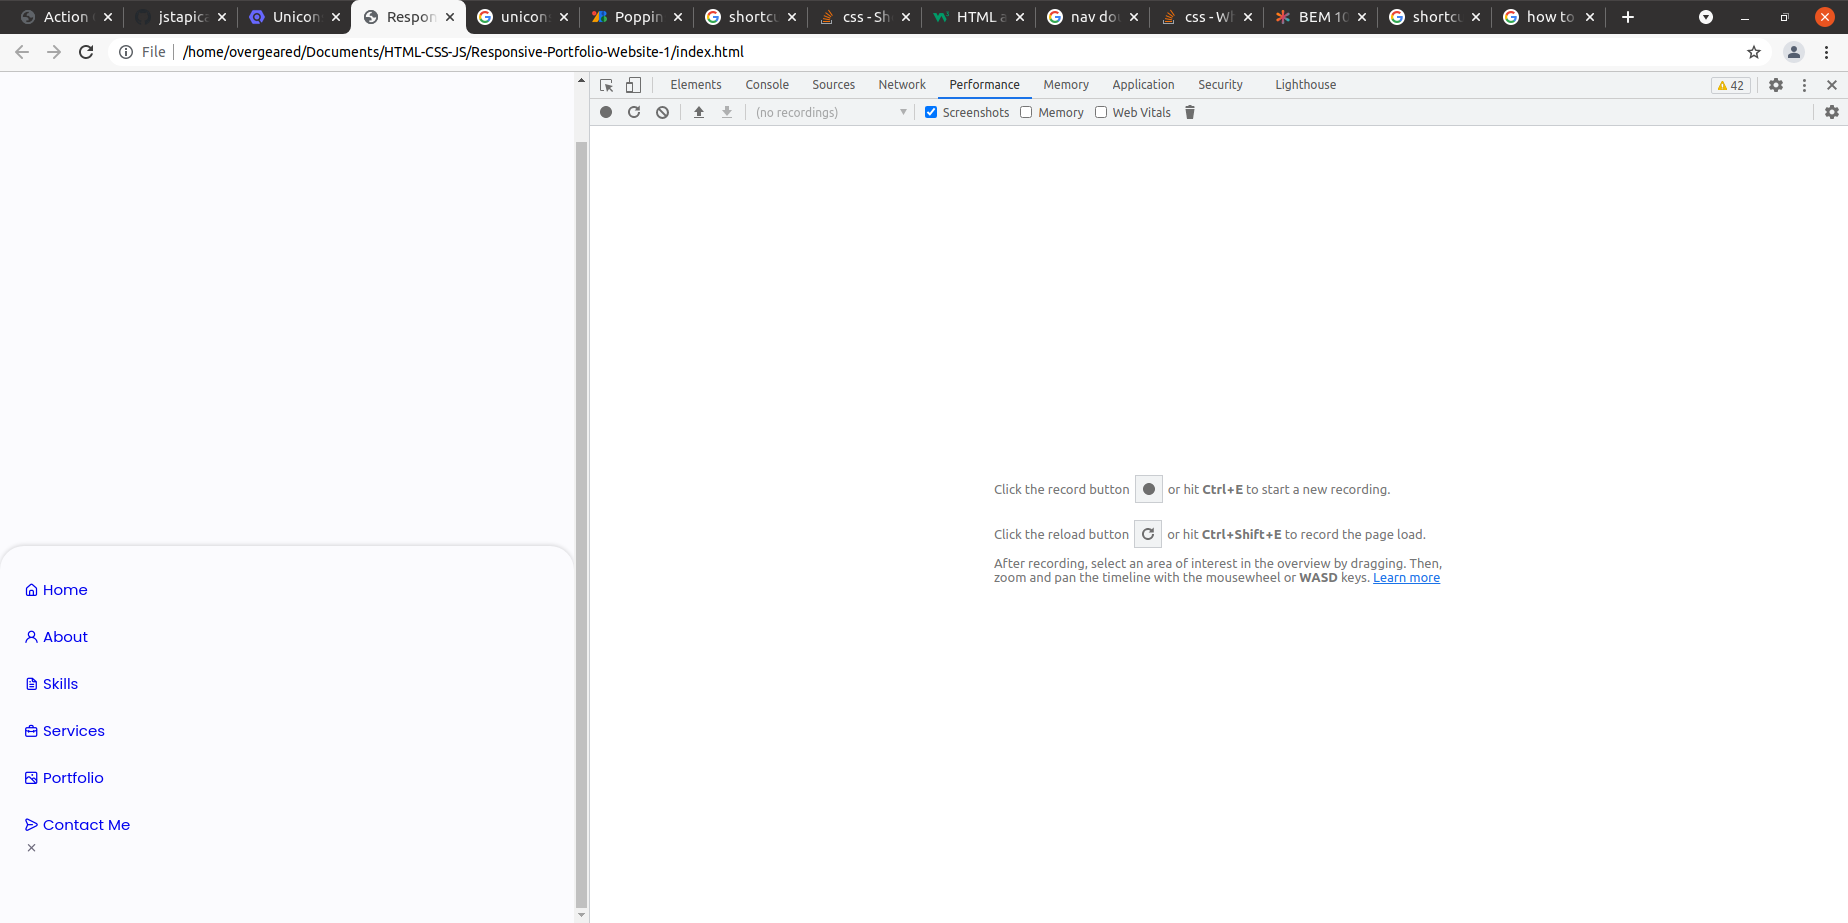 Action
jstapica
Unicon
Respon
unicons
Poppin
shortcu
css - Sh
HTML a
nav dou
css - Wh
BEM 10
shortcu
how to
File
/home/overgeared/Documents/HTML-CSS-JS/Responsive-Portfolio-Website-1/index.html
Elements Console Sources Network Performance Memory Application Security Lighthouse
42
(no recordings)
Screenshots
Memory
Web Vitals
Click the record button or hit Ctrl+E to start a new recording.
Click the reload button or hit Ctrl+Shift+E to record the page load.
After recording, select an area of interest in the overview by dragging. Then,
zoom and pan the timeline with the mousewheel or WASD keys. Learn more
Home
About
Skills
Services
Portfolio
Contact Me